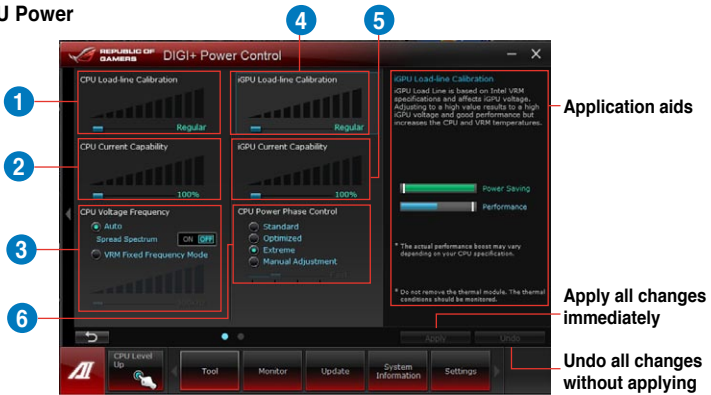 U Power
4
5
REPUBLIC OF
GAMERS
DIGI+ Power Control
1
CPU Load-line Calibration
Regular
iGPU Load-line Calibration
Regular
2
CPU Current Capability
100%
iGPU Current Capability
100%
3
CPU Voltage Frequency
Auto
Spread Spectrum
ON OFF
VRM Fixed Frequency Mode
6
CPU Power Phase Control
Standard
Optimized
Extreme
Manual Adjustment
Fast
iGPU Load-line Calibration
iGPU Load Line is based on Intel VRM
specifications and affects iGPU voltage.
Adjusting to a high value results to a high
iGPU voltage and good performance but
increases the CPU and VRM temperatures.
Power Saving
Performance
* The actual performance boost may vary
depending on your CPU specification.
* Do not remove the thermal module. The thermal
conditions should be monitored.
Application aids
Apply all changes
immediately
Undo all changes
without applying
Apply
Undo
CPU Level
Up
Tool
Monitor
Update
System
Information
Settings